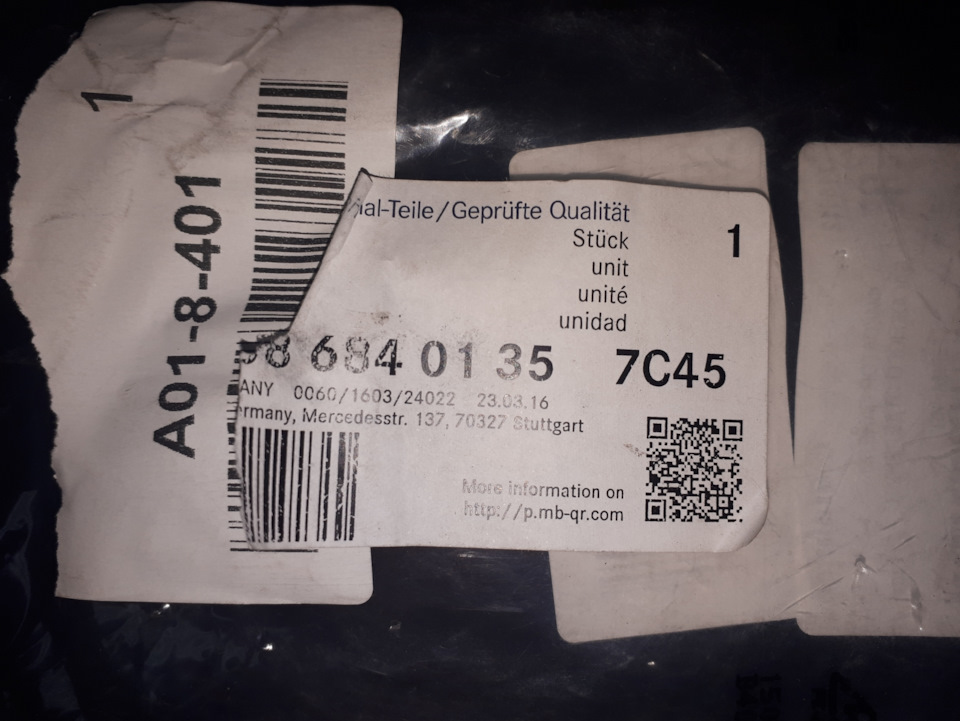 1
A01-8-401
nal-Teile/Geprüfte Qualität
Stück 1
unit
unité
unidad
98 684 01 35 7C45
ANY 0060/1603/24022 23.03.16
ermany, Mercedesstr. 137, 70327 Stuttgart
More information on
http://p.mb-qr.com